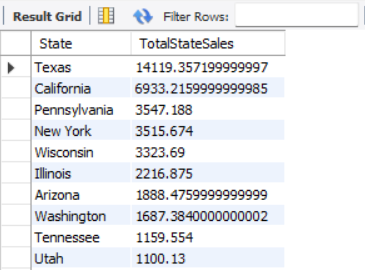 Result Grid Filter Rows:
State TotalStateSales
Texas 14119.357199999997
California 6933.2159999999985
Pennsylvania 3547.188
New York 3515.674
Wisconsin 3323.69
Illinois 2216.875
Arizona 1888.4759999999999
Washington 1687.3840000000002
Tennessee 1159.554
Utah 1100.13